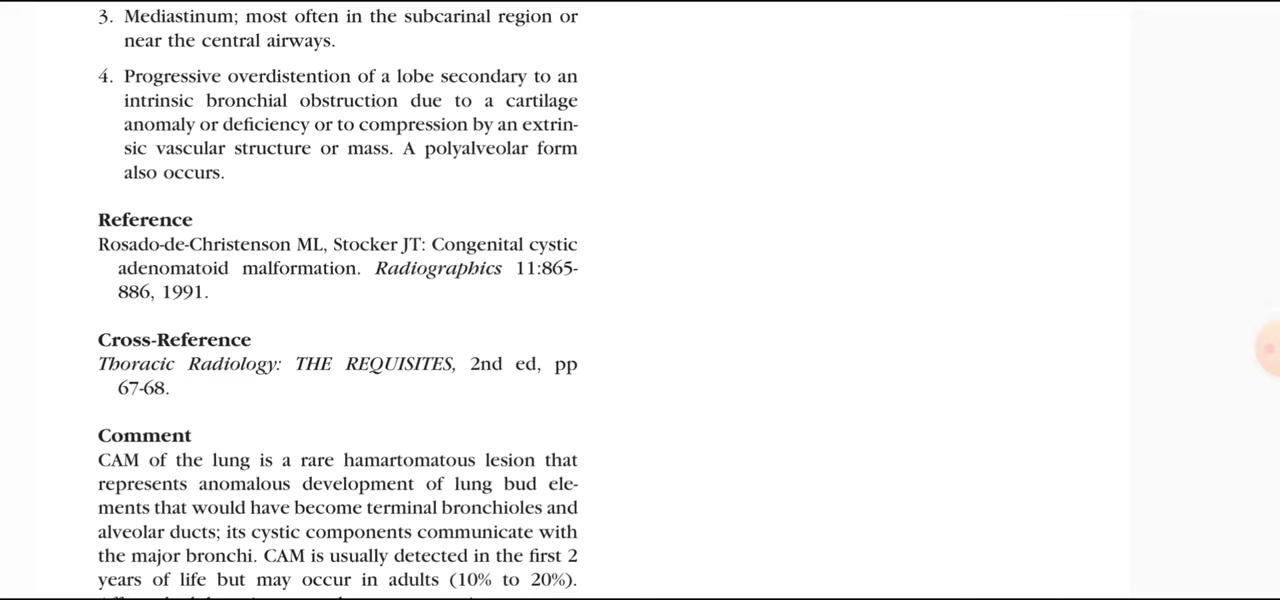 3. Mediastinum; most often in the subcarinal region or
near the central airways.
4. Progressive overdistention of a lobe secondary to an
intrinsic bronchial obstruction due to a cartilage
anomaly or deficiency or to compression by an extrin-
sic vascular structure or mass. A polyalveolar form
also occurs.
Reference
Rosado-de-Christenson ML, Stocker JT: Congenital cystic
adenomatoid malformation. Radiographics 11:865-
886, 1991.
Cross-Reference
Thoracic Radiology: THE REQUISITES, 2nd ed, pp
67-68.
Comment
CAM of the lung is a rare hamartomatous lesion that
represents anomalous development of lung bud ele-
ments that would have become terminal bronchioles and
alveolar ducts; its cystic components communicate with
the major bronchi. CAM is usually detected in the first 2
years of life but may occur in adults (10% to 20%).